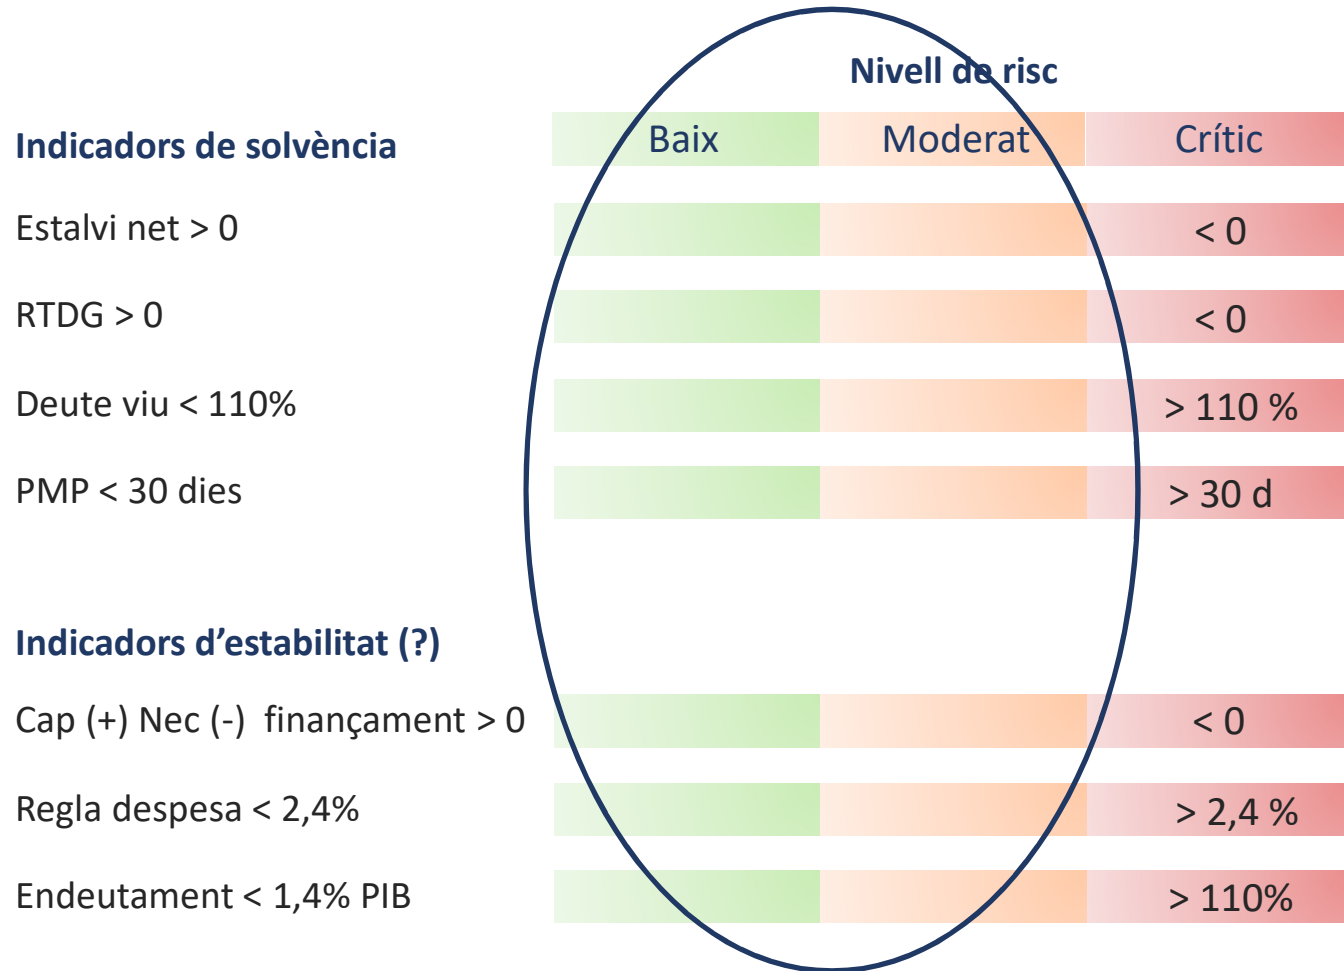 Nivell de risc
Indicadors de solvència Baix Moderat Crític
Estalvi net > 0 < 0
RTDG > 0 < 0
Deute viu < 110% > 110 %
PMP < 30 dies > 30 d
Indicadors d’estabilitat (?)
Cap (+) Nec (-) finançament > 0 < 0
Regla despesa < 2,4% > 2,4 %
Endeutament < 1,4% PIB > 110%